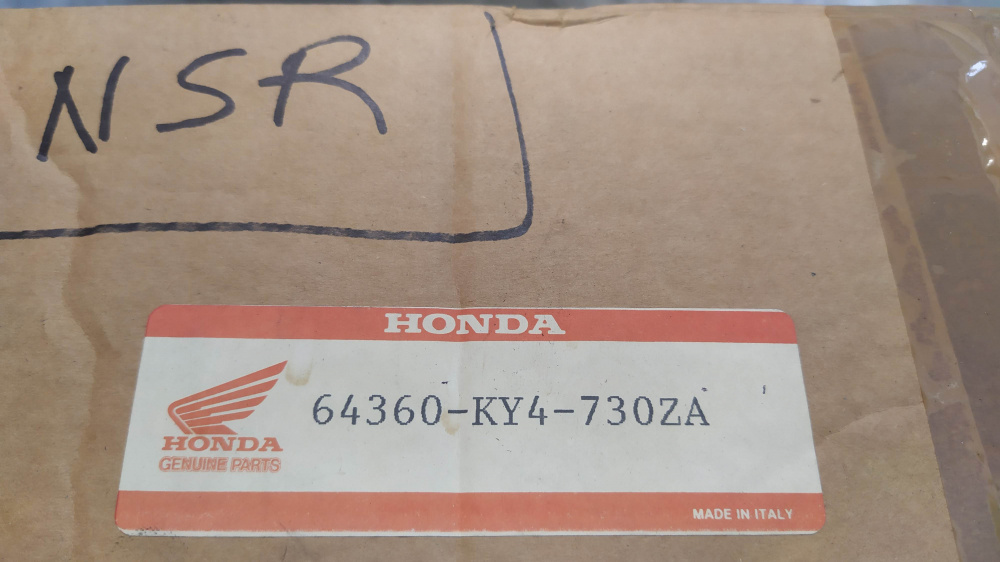 NSR
HONDA
64360-KY4-730ZA
HONDA
GENUINE PARTS
MADE IN ITALY